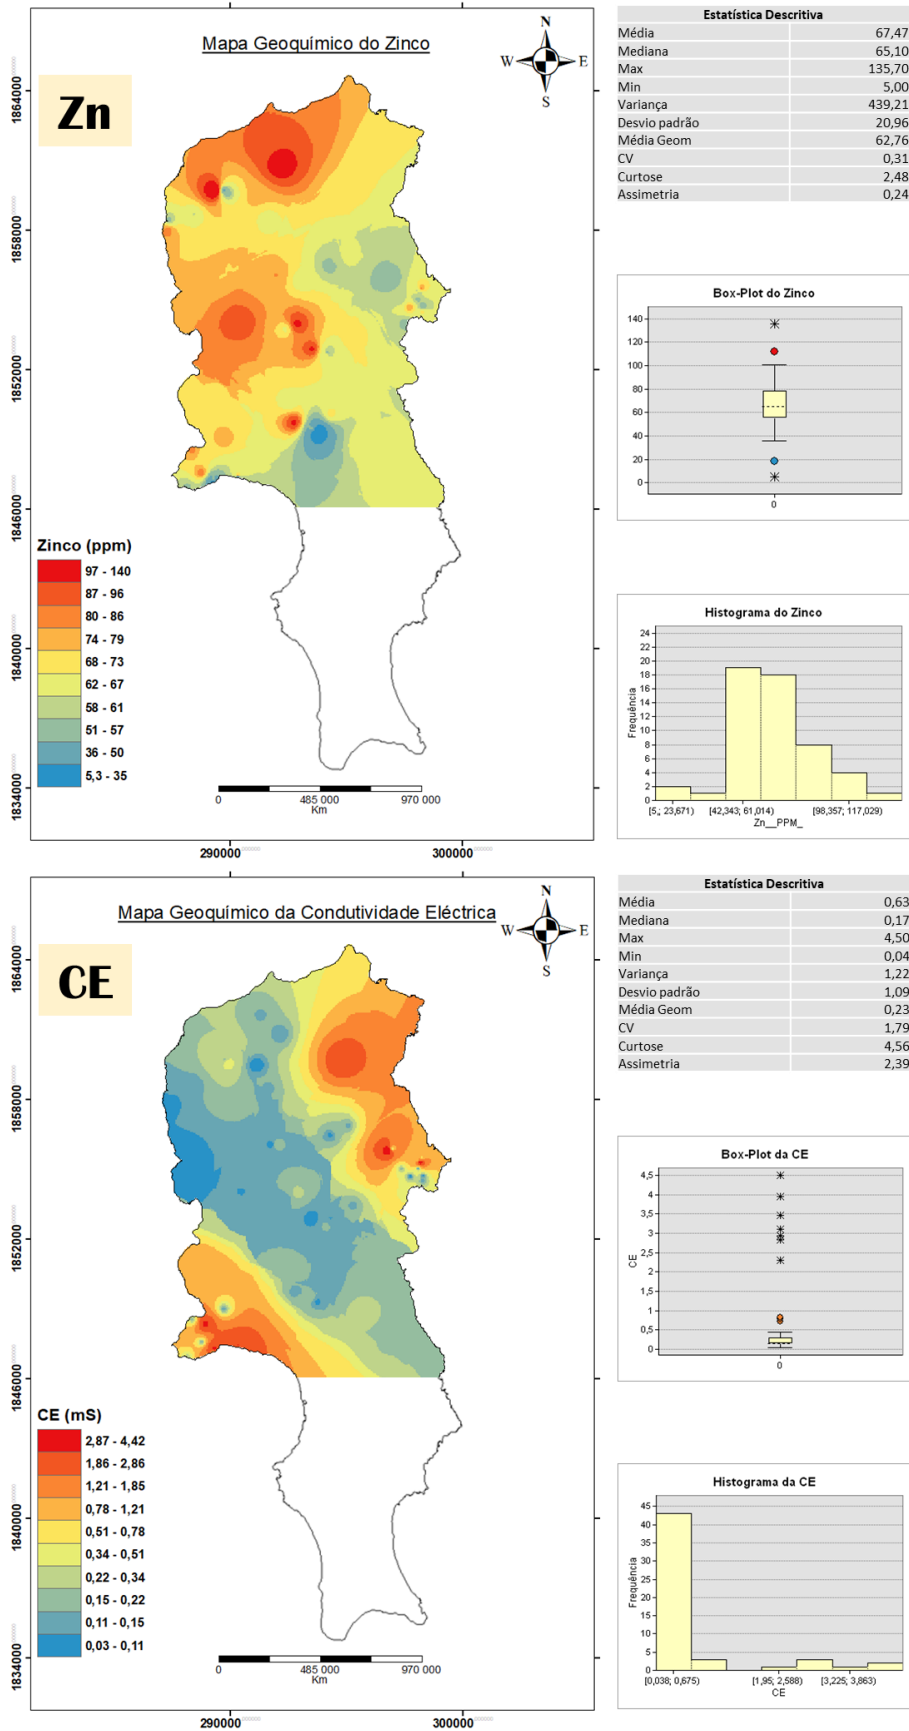 Mapa Geoquímico do Zinco
N
W E
S
Zn
1864000
1858000
1852000
1846000
1840000
1834000
Zinco (ppm)
97 - 140
87 - 96
80 - 86
74 - 79
68 - 73
62 - 67
58 - 61
51 - 57
36 - 50
5,3 - 35
0 485 000 970 000
Km
290000 300000
Estatística Descritiva
Média 67,47
Mediana 65,10
Max 135,70
Min 5,00
Variança 439,21
Desvio padrão 20,96
Média Geom 62,76
CV 0,31
Curtose 2,48
Assimetria 0,24
Box-Plot do Zinco
140
120
100
80
60
40
20
0
0
Histograma do Zinco
Frequência
24
22
20
18
16
14
12
10
8
6
4
2
0
[5,; 23,671) [42,343; 61,014) [98,357; 117,029)
Zn__PPM_
Mapa Geoquímico da Condutividade Eléctrica
N
W E
S
CE
1864000
1858000
1852000
1846000
1840000
1834000
CE (mS)
2,87 - 4,42
1,86 - 2,86
1,21 - 1,85
0,78 - 1,21
0,51 - 0,78
0,34 - 0,51
0,22 - 0,34
0,15 - 0,22
0,11 - 0,15
0,03 - 0,11
0 485 000 970 000
Km
290000 300000
Estatística Descritiva
Média 0,63
Mediana 0,17
Max 4,50
Min 0,04
Variança 1,22
Desvio padrão 1,09
Média Geom 0,23
CV 1,79
Curtose 4,56
Assimetria 2,39
Box-Plot da CE
CE
4,5
4
3,5
3
2,5
2
1,5
1
0,5
0
0
Histograma da CE
Frequência
45
40
35
30
25
20
15
10
5
0
[0,038; 0,675) [1,95; 2,588) [3,225; 3,863)
CE